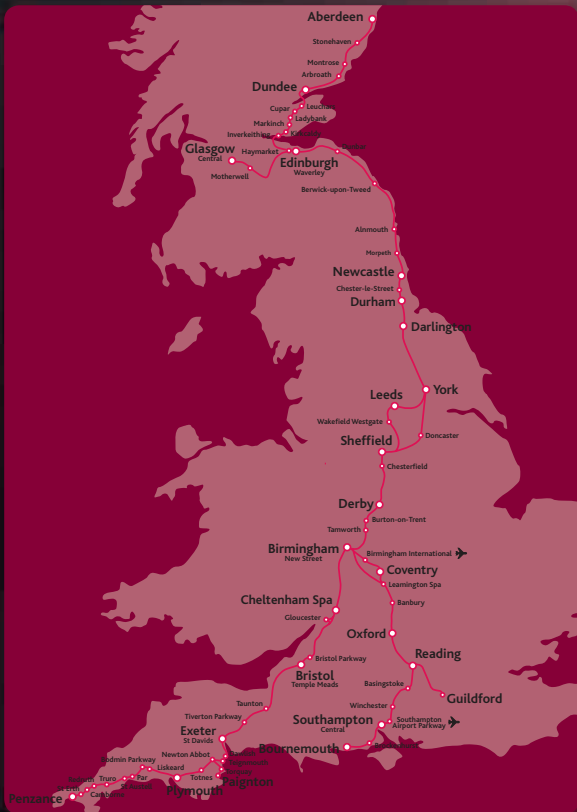 Aberdeen
Stonehaven
Montrose
Arbroath
Dundee
Leuchars
Cupar
Ladybank
Markinch
Inverkeithing
Kirkcaldy
Glasgow
Central
Haymarket
Edinburgh
Waverley
Dunbar
Motherwell
Berwick-upon-Tweed
Alnmouth
Morpeth
Newcastle
Chester-le-Street
Durham
Darlington
York
Leeds
Wakefield Westgate
Doncaster
Sheffield
Chesterfield
Derby
Burton-on-Trent
Tamworth
Birmingham
New Street
Birmingham International
Coventry
Leamington Spa
Cheltenham Spa
Banbury
Gloucester
Oxford
Reading
Bristol Parkway
Bristol
Temple Meads
Basingstoke
Guildford
Taunton
Winchester
Tiverton Parkway
Southampton
Central
Southampton
Airport Parkway
Exeter
St Davids
Bournemouth
Newton Abbot
Bodmin Parkway
Liskeard
Totnes
Paignton
Par
Truro
Plymouth
St Erth
Penzance